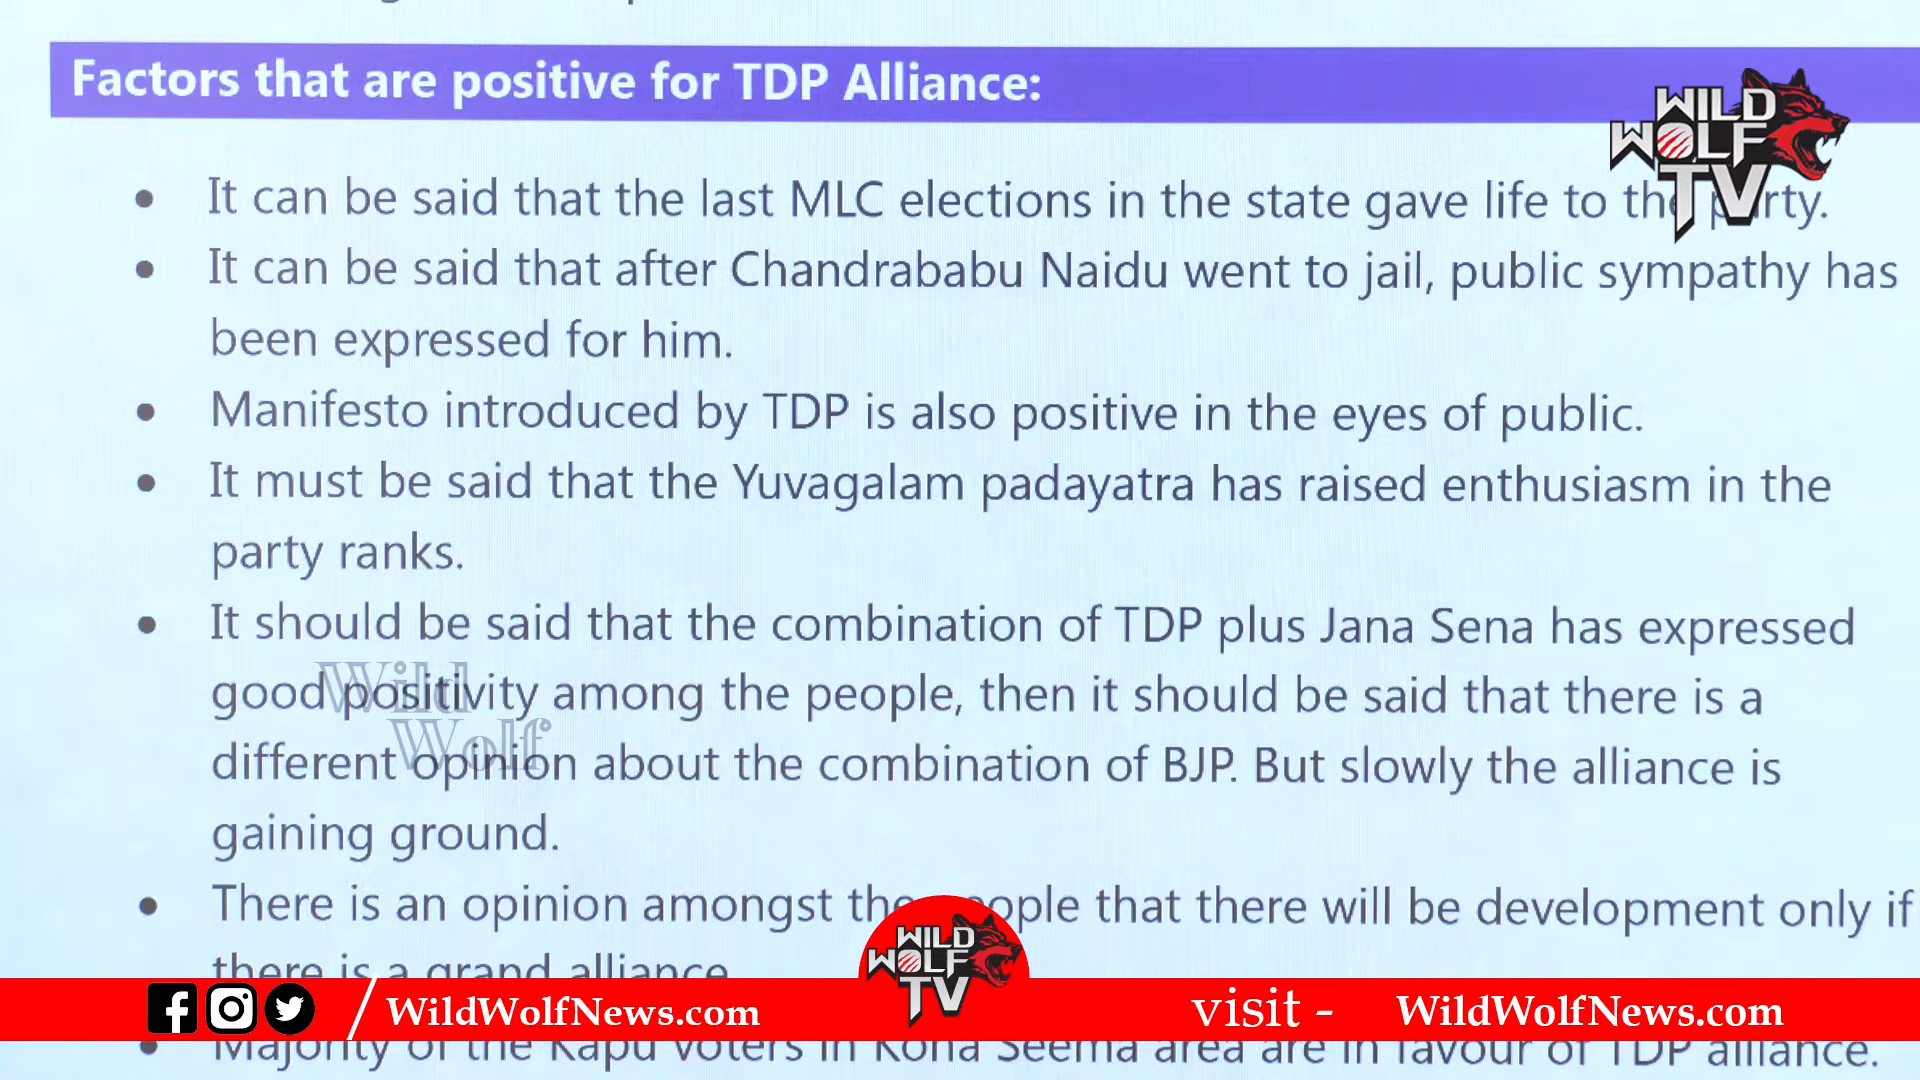 Factors that are positive for TDP Alliance:
WILD
WOLF
TV
• It can be said that the last MLC elections in the state gave life to the party.
• It can be said that after Chandrababu Naidu went to jail, public sympathy has
been expressed for him.
• Manifesto introduced by TDP is also positive in the eyes of public.
• It must be said that the Yuvagalam padayatra has raised enthusiasm in the
party ranks.
• It should be said that the combination of TDP plus Jana Sena has expressed
good positivity among the people, then it should be said that there is a
different opinion about the combination of BJP. But slowly the alliance is
gaining ground.
Wild
Wolf
• There is an opinion amongst the people that there will be development only if
there is a grand alliance.
WILD
WOLF
TV
WildWolfNews.com
visit - WildWolfNews.com
• Majority of the Kapu voters in Kona Seema area are in favour of TDP alliance.